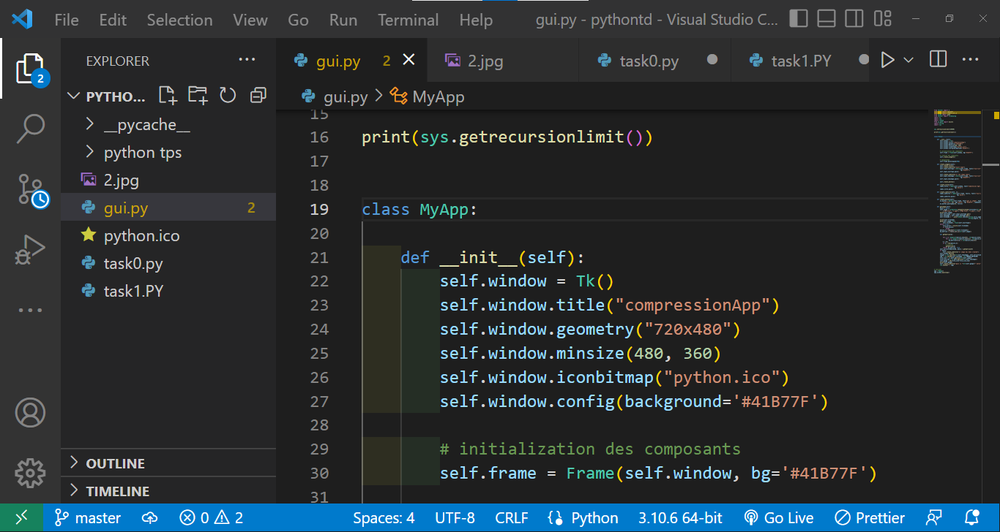 File Edit Selection View Go Run Terminal Help gui.py - pythontd - Visual Studio C...
EXPLORER
gui.py 2
2.jpg
task0.py
task1.PY
2
PYTHO...
gui.py > MyApp
__pycache__
python tps
2.jpg
gui.py 2
python.ico
task0.py
task1.PY
OUTLINE
TIMELINE
15
16 print(sys.getrecursionlimit())
17
18
19 class MyApp:
20
21 def __init__(self):
22 self.window = Tk()
23 self.window.title("compressionApp")
24 self.window.geometry("720x480")
25 self.window.minsize(480, 360)
26 self.window.iconbitmap("python.ico")
27 self.window.config(background='#41B77F')
28
29 # initialization des composants
30 self.frame = Frame(self.window, bg='#41B77F')
31
master 0 2 Spaces: 4 UTF-8 CRLF Python 3.10.6 64-bit Go Live Prettier